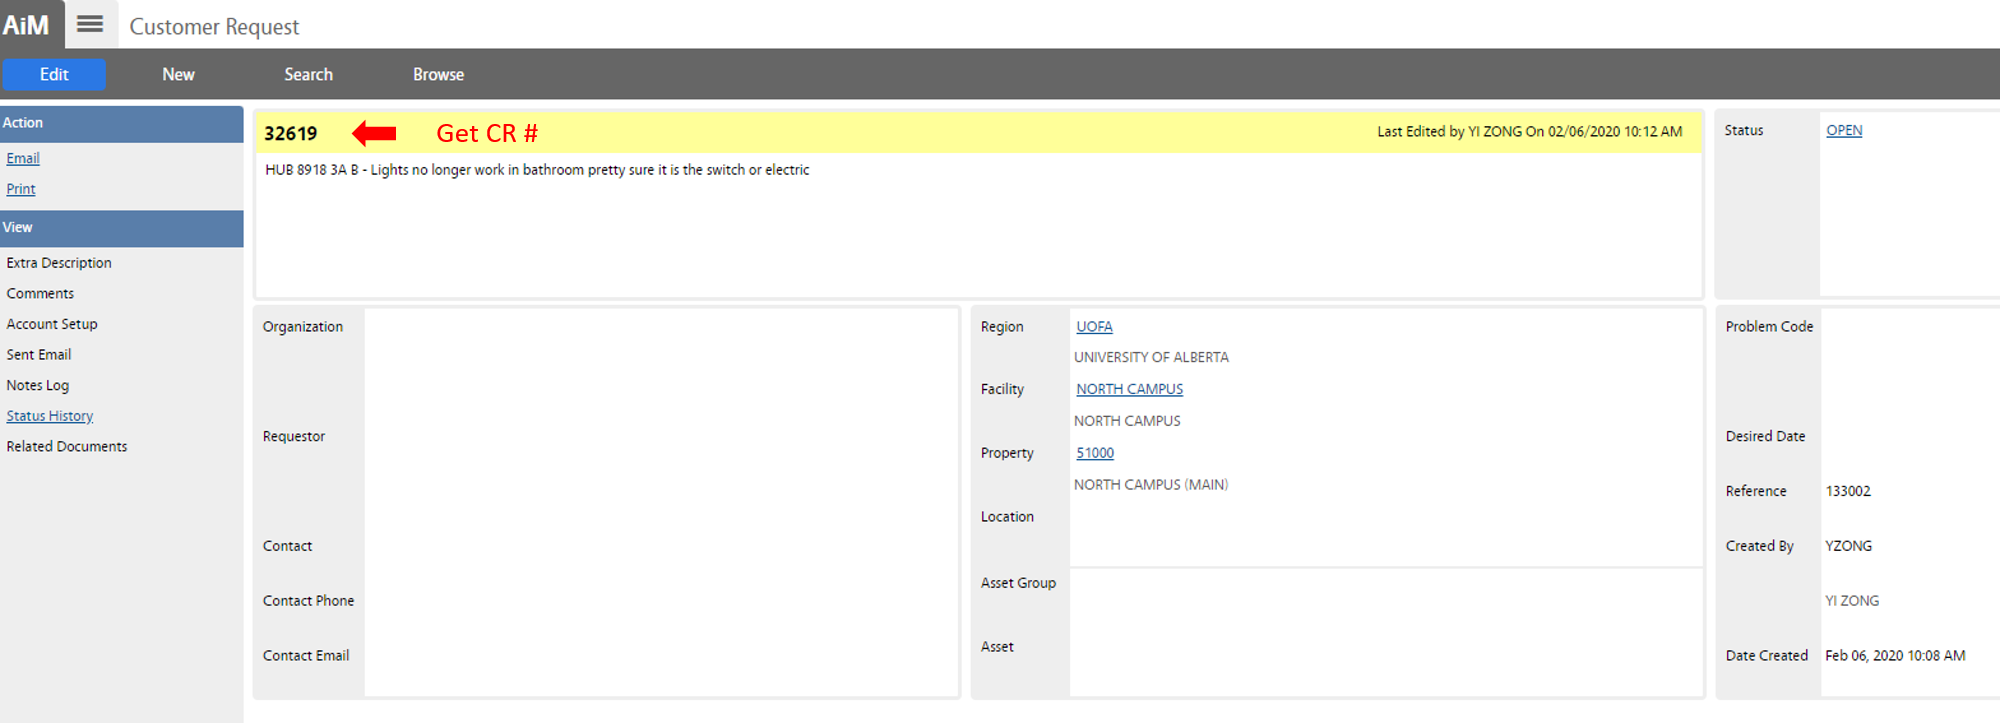 AiM
Customer Request
Edit
New
Search
Browse
Action
Email
Print
View
Extra Description
Comments
Account Setup
Sent Email
Notes Log
Status History
Related Documents
32619
Get CR #
Last Edited by YI ZONG On 02/06/2020 10:12 AM
HUB 8918 3A B - Lights no longer work in bathroom pretty sure it is the switch or electric
Status
OPEN
Organization
Requestor
Contact
Contact Phone
Contact Email
Region
UOFA
UNIVERSITY OF ALBERTA
Facility
NORTH CAMPUS
NORTH CAMPUS
Property
51000
NORTH CAMPUS (MAIN)
Location
Asset Group
Asset
Problem Code
Desired Date
Reference
133002
Created By
YZONG
YI ZONG
Date Created
Feb 06, 2020 10:08 AM